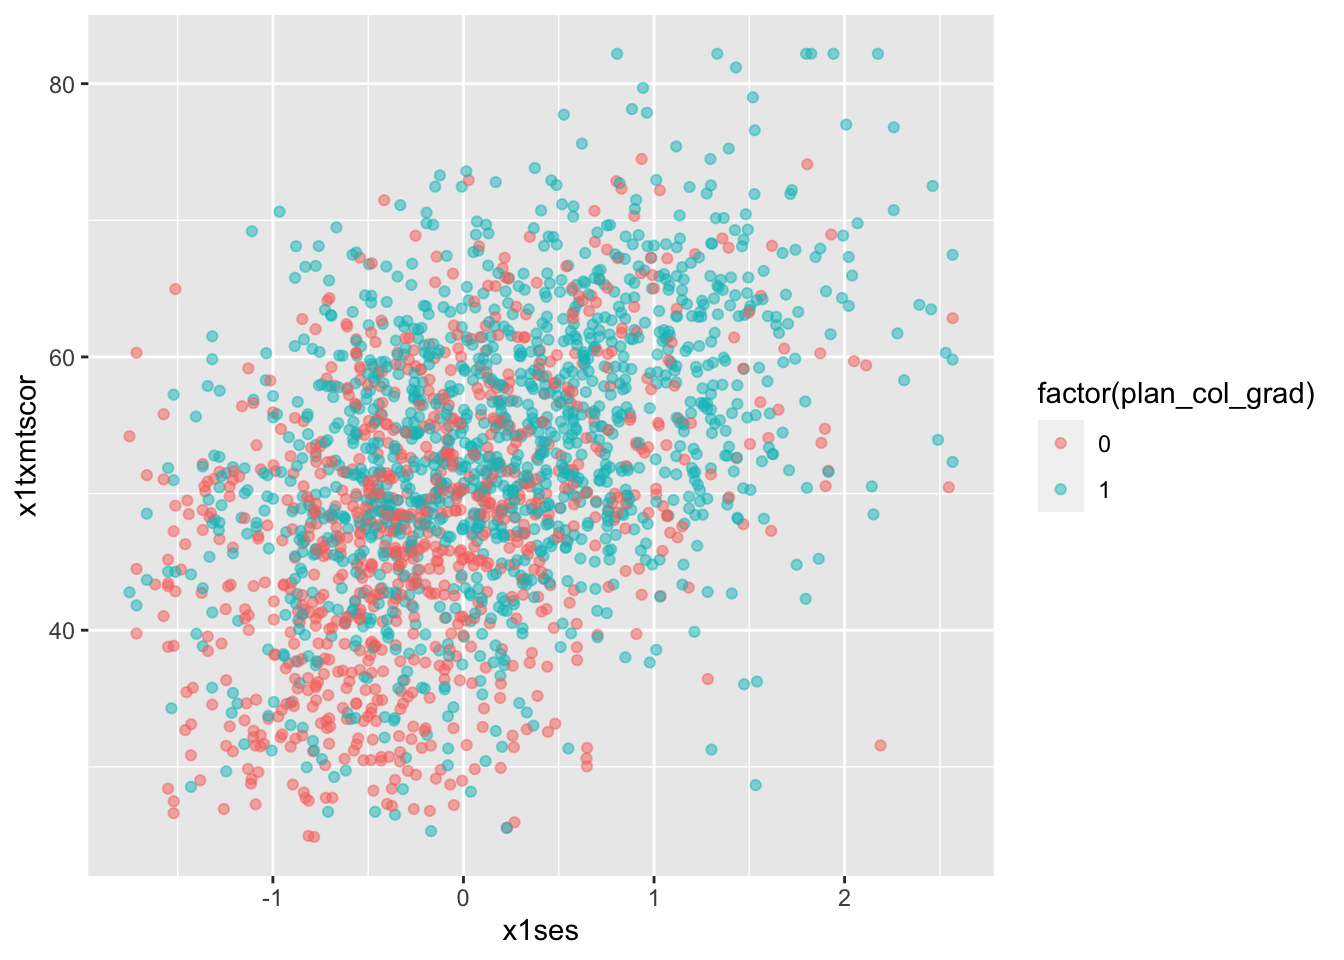 80
60
40
x1txmtscor
-1 0 1 2
x1ses
factor(plan_col_grad)
0
1